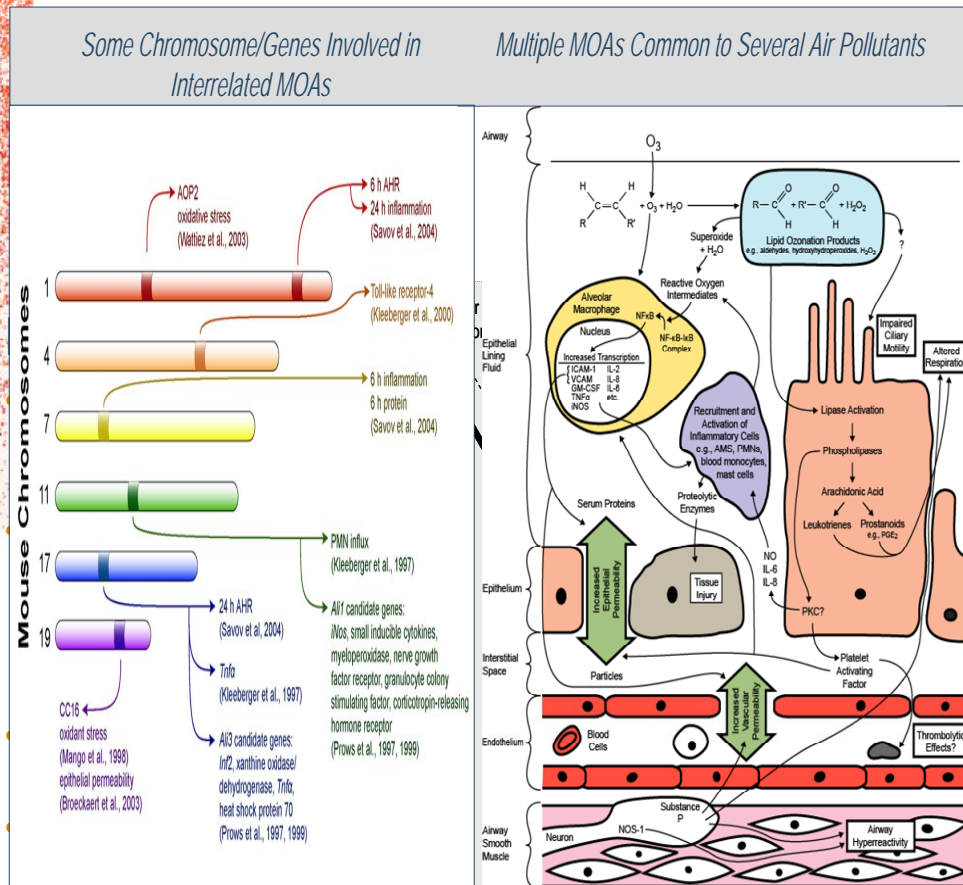 Some Chromosome/Genes Involved in
Interrelated MOAs
Multiple MOAs Common to Several Air Pollutants
Mouse Chromosomes
AOP2
oxidative stress
(Wattiez et al., 2003)
6 h AHR
24 h inflammation
(Savov et al., 2004)
1
Toll-like receptor-4
(Kleeberger et al., 2000)
4
6 h inflammation
6 h protein
(Savov et al., 2004)
7
11
PMN influx
(Kleeberger et al., 1997)
17
24 h AHR
(Savov et al., 2004)
Ali1 candidate genes:
iNos, small inducible cytokines,
myeloperoxidase, nerve growth
factor receptor, granulocyte colony
stimulating factor, corticotropin-releasing
hormone receptor
(Prows et al., 1997, 1999)
19
Tnfα
(Kleeberger et al., 1997)
CC16
oxidant stress
(Mango et al., 1998)
epithelial permeability
(Broeckaert et al., 2003)
Ali3 candidate genes:
Inf2, xanthine oxidase/
dehydrogenase, Tnfα,
heat shock protein 70
(Prows et al., 1997, 1999)
Airway
O3
H H
C=C
R R'
+ O3 + H2O
R—C O H + R'—C O H + H2O2
Lipid Ozonation Products
e.g., aldehydes, hydroxyhydroperoxides, H2O2
Superoxide
+ H2O
?
Reactive Oxygen
Intermediates
Alveolar
Macrophage
NFκB
NF-κB-IκB
Complex
Nucleus
Increased Transcription
ICAM-1 IL-2
VCAM IL-8
GM-CSF IL-6
TNFα etc.
iNOS
Epithelial
Lining
Fluid
Impaired
Ciliary
Motility
Altered
Respiration
Recruitment and
Activation of
Inflammatory Cells
e.g., AMS, PMNs,
blood monocytes,
mast cells
Lipase Activation
Phospholipases
Arachidonic Acid
Leukotrienes
Prostanoids
e.g., PGE2
Serum Proteins
Proteolytic
Enzymes
NO
IL-6
IL-8
Epithelium
Increased
Epithelial
Permeability
Tissue
Injury
PKC?
Interstitial
Space
Particles
Platelet
Activating
Factor
Increased
Vascular
Permeability
Endothelium
Blood
Cells
Thrombolytic
Effects?
Airway
Smooth
Muscle
Neuron
Substance
P
NOS-1
Airway
Hyperreactivity